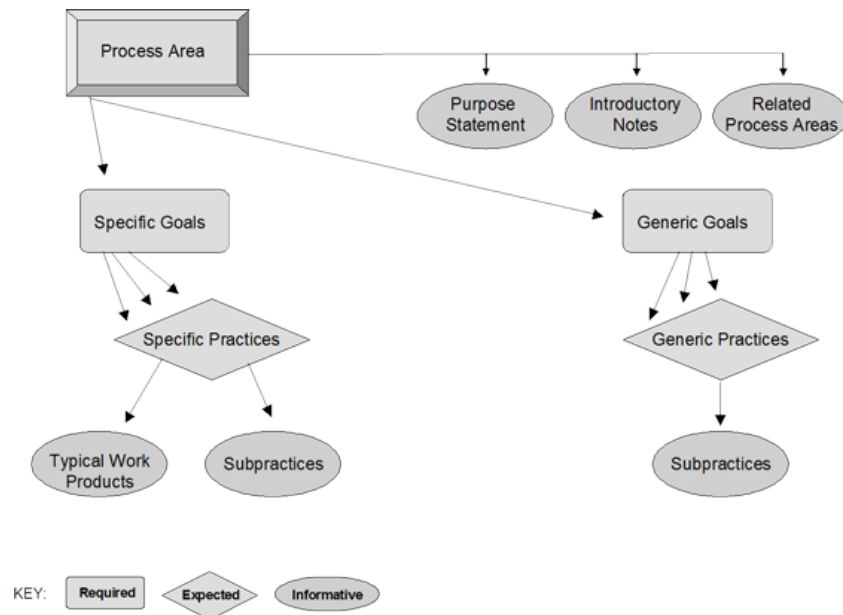 Process Area
Purpose
Statement
Introductory
Notes
Related
Process Areas
Specific Goals
Generic Goals
Specific Practices
Generic Practices
Typical Work
Products
Subpractices
Subpractices
KEY:
Required
Expected
Informative